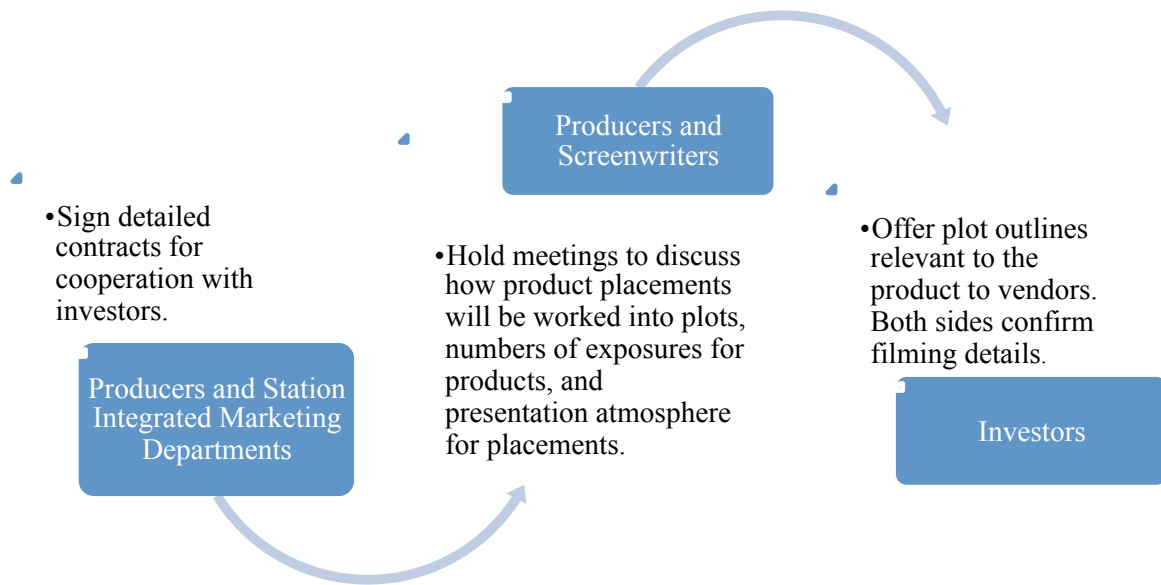 •Sign detailed
contracts for
cooperation with
investors.
Producers and Station
Integrated Marketing
Departments
Producers and
Screenwriters
•Hold meetings to discuss
how product placements
will be worked into plots,
numbers of exposures for
products, and
presentation atmosphere
for placements.
•Offer plot outlines
relevant to the
product to vendors.
Both sides confirm
filming details.
Investors